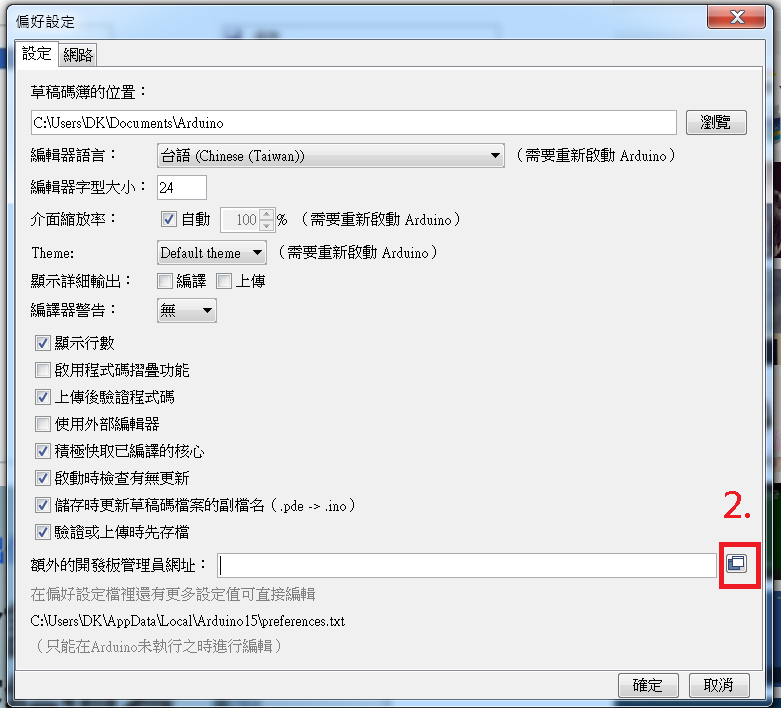 偏好設定
設定 網路
草稿碼簿的位置：
C:\Users\DK\Documents\Arduino 瀏覽
編輯器語言： 台語 (Chinese (Taiwan)) （需要重新啟動 Arduino）
編輯器字型大小： 24
介面縮放率： 自動 100 % （需要重新啟動 Arduino）
Theme: Default theme （需要重新啟動 Arduino）
顯示詳細輸出： 編譯 上傳
編譯器警告： 無
顯示行數
啟用程式碼摺疊功能
上傳後驗證程式碼
使用外部編輯器
積極快取已編譯的核心
啟動時檢查有無更新
儲存時更新草稿碼檔案的副檔名（.pde -> .ino）
驗證或上傳時先存檔
2.
額外的開發板管理員網址：
在偏好設定檔裡還有更多設定值可直接編輯
C:\Users\DK\AppData\Local\Arduino15\preferences.txt
（只能在Arduino未執行之時進行編輯）
確定 取消